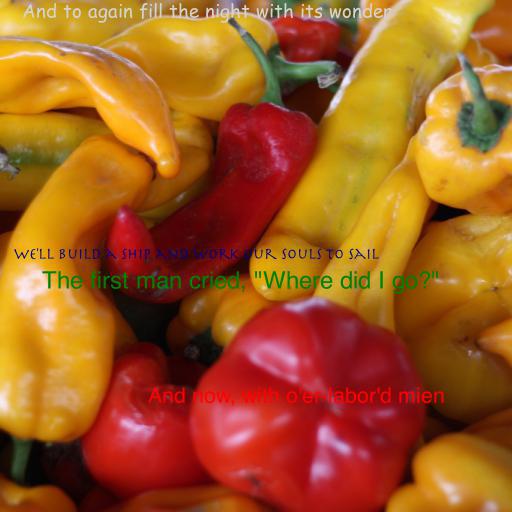 And to again fill the night with its wonder
We'll build a ship and work our souls to sail
The first man cried, "Where did I go?"
And now, with o'er-labor'd mien